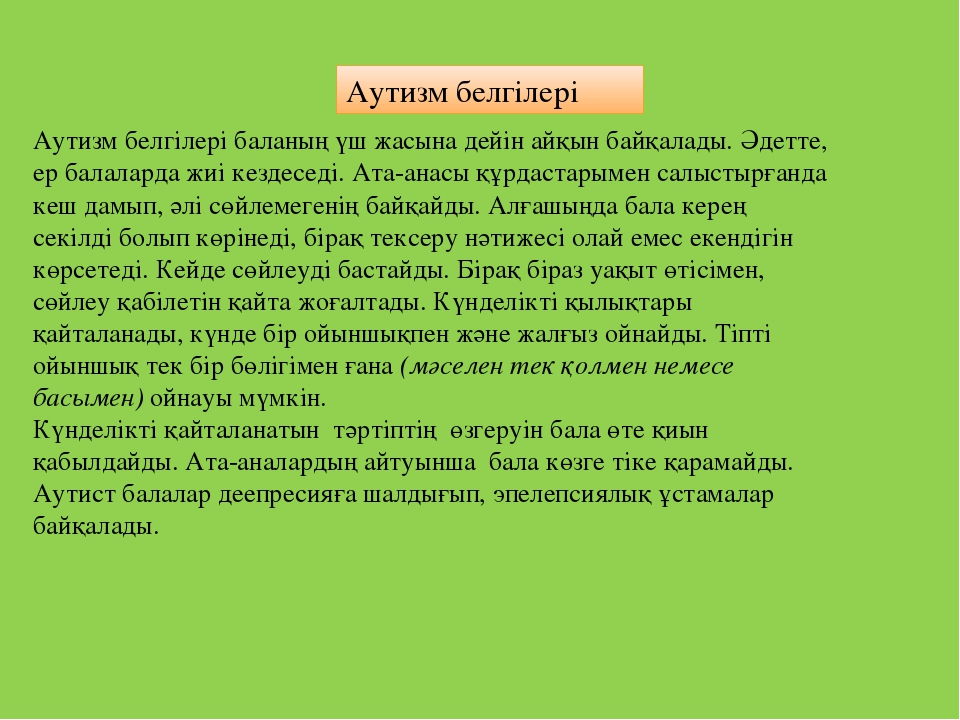 Аутизм белгілері
Аутизм белгілері баланың үш жасына дейін айқын байқалады. Әдетте,
ер балаларда жиі кездеседі. Ата-анасы құрдастарымен салыстырғанда
кеш дамып, әлі сөйлемегенің байқайды. Алғашыңда бала керең
секілді болып көрінеді, бірақ тексеру нәтижесі олай емес екендігін
көрсетеді. Кейде сөйлеуді бастайды. Бірақ біраз уақыт өтісімен,
сөйлеу қабілетін қайта жоғалтады. Күнделікті қылықтары
қайталанады, күнде бір ойыншықпен және жалғыз ойнайды. Тіпті
ойыншық тек бір бөлігімен ғана (мәселен тек қолмен немесе
басымен) ойнауы мүмкін.
Күнделікті қайталанатын  тәртіптің  өзгеруін бала өте қиын
қабылдайды. Ата-аналардың айтуынша  бала көзге тіке қарамайды.
Аутист балалар деепресияға шалдығып, эпелепсиялық ұстамалар
байқалады.